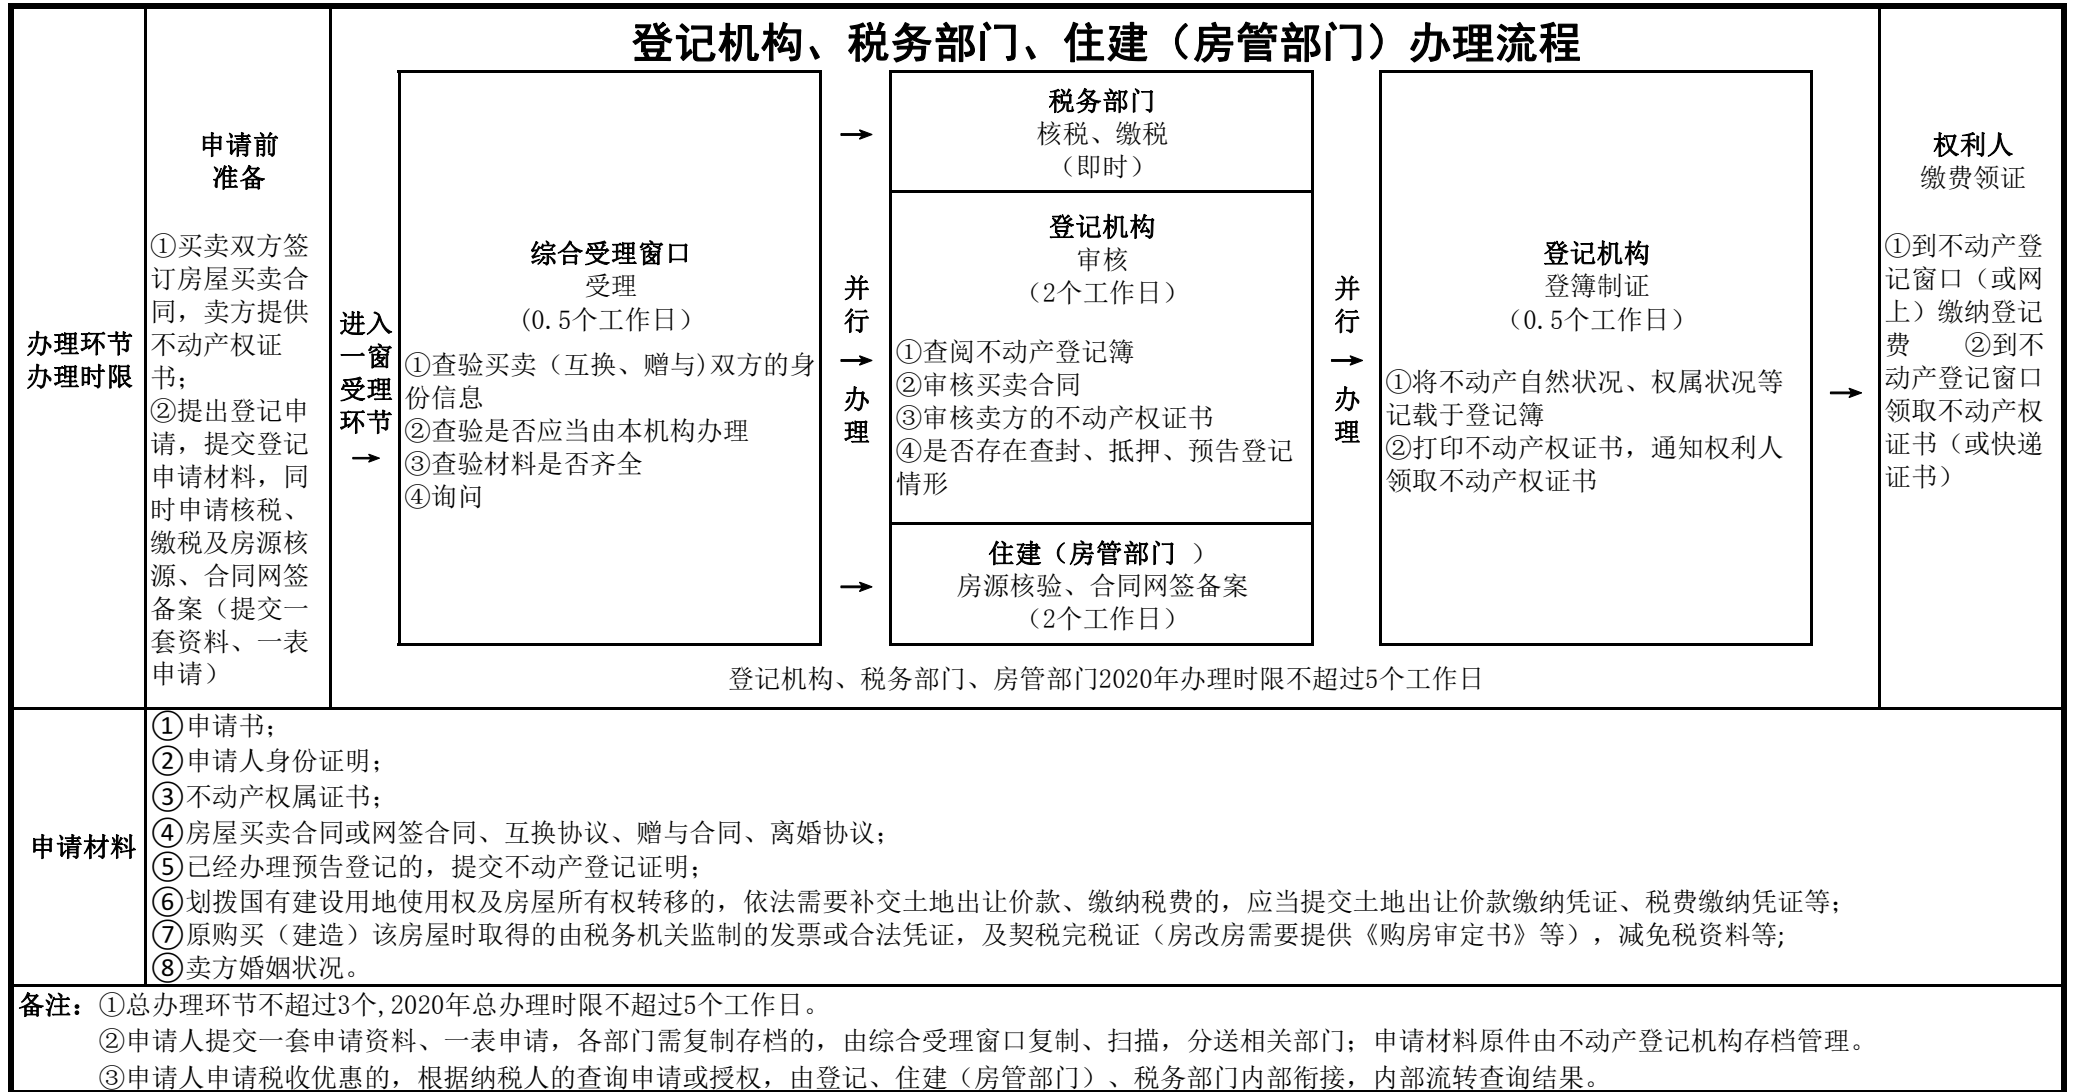 登记机构、税务部门、住建（房管部门）办理流程
办理环节
办理时限
申请前
准备
①买卖双方签
订房屋买卖合
同，卖方提供
不动产权证
书；
②提出登记申
请，提交登记
申请材料，同
时申请核税、
缴税及房源核
源、合同网签
备案（提交一
套资料、一表
申请）
进入
一窗
受理
环节
→
综合受理窗口
受理
（0.5个工作日）
①查验买卖（互换、赠与)双方的身
份信息
②查验是否应当由本机构办理
③查验材料是否齐全
④询问
→
并
行
→
办
理
→
税务部门
核税、缴税
（即时）
登记机构
审核
（2个工作日）
①查阅不动产登记簿
②审核买卖合同
③审核卖方的不动产权证书
④是否存在查封、抵押、预告登记
情形
住建（房管部门 ）
房源核验、合同网签备案
（2个工作日）
并
行
→
办
理
登记机构
登簿制证
（0.5个工作日）
①将不动产自然状况、权属状况等
记载于登记簿
②打印不动产权证书，通知权利人
领取不动产权证书
→
登记机构、税务部门、房管部门2020年办理时限不超过5个工作日
权利人
缴费领证
①到不动产登
记窗口（或网
上）缴纳登记
费 ②到不
动产登记窗口
领取不动产权
证书（或快递
证书）
申请材料
①申请书；
②申请人身份证明；
③不动产权属证书；
④房屋买卖合同或网签合同、互换协议、赠与合同、离婚协议；
⑤已经办理预告登记的，提交不动产登记证明；
⑥划拨国有建设用地使用权及房屋所有权转移的，依法需要补交土地出让价款、缴纳税费的，应当提交土地出让价款缴纳凭证、税费缴纳凭证等；
⑦原购买（建造）该房屋时取得的由税务机关监制的发票或合法凭证，及契税完税证（房改房需要提供《购房审定书》等），减免税资料等;
⑧卖方婚姻状况。
备注：①总办理环节不超过3个,2020年总办理时限不超过5个工作日。
②申请人提交一套申请资料、一表申请，各部门需复制存档的，由综合受理窗口复制、扫描，分送相关部门；申请材料原件由不动产登记机构存档管理。
③申请人申请税收优惠的，根据纳税人的查询申请或授权，由登记、住建（房管部门）、税务部门内部衔接，内部流转查询结果。